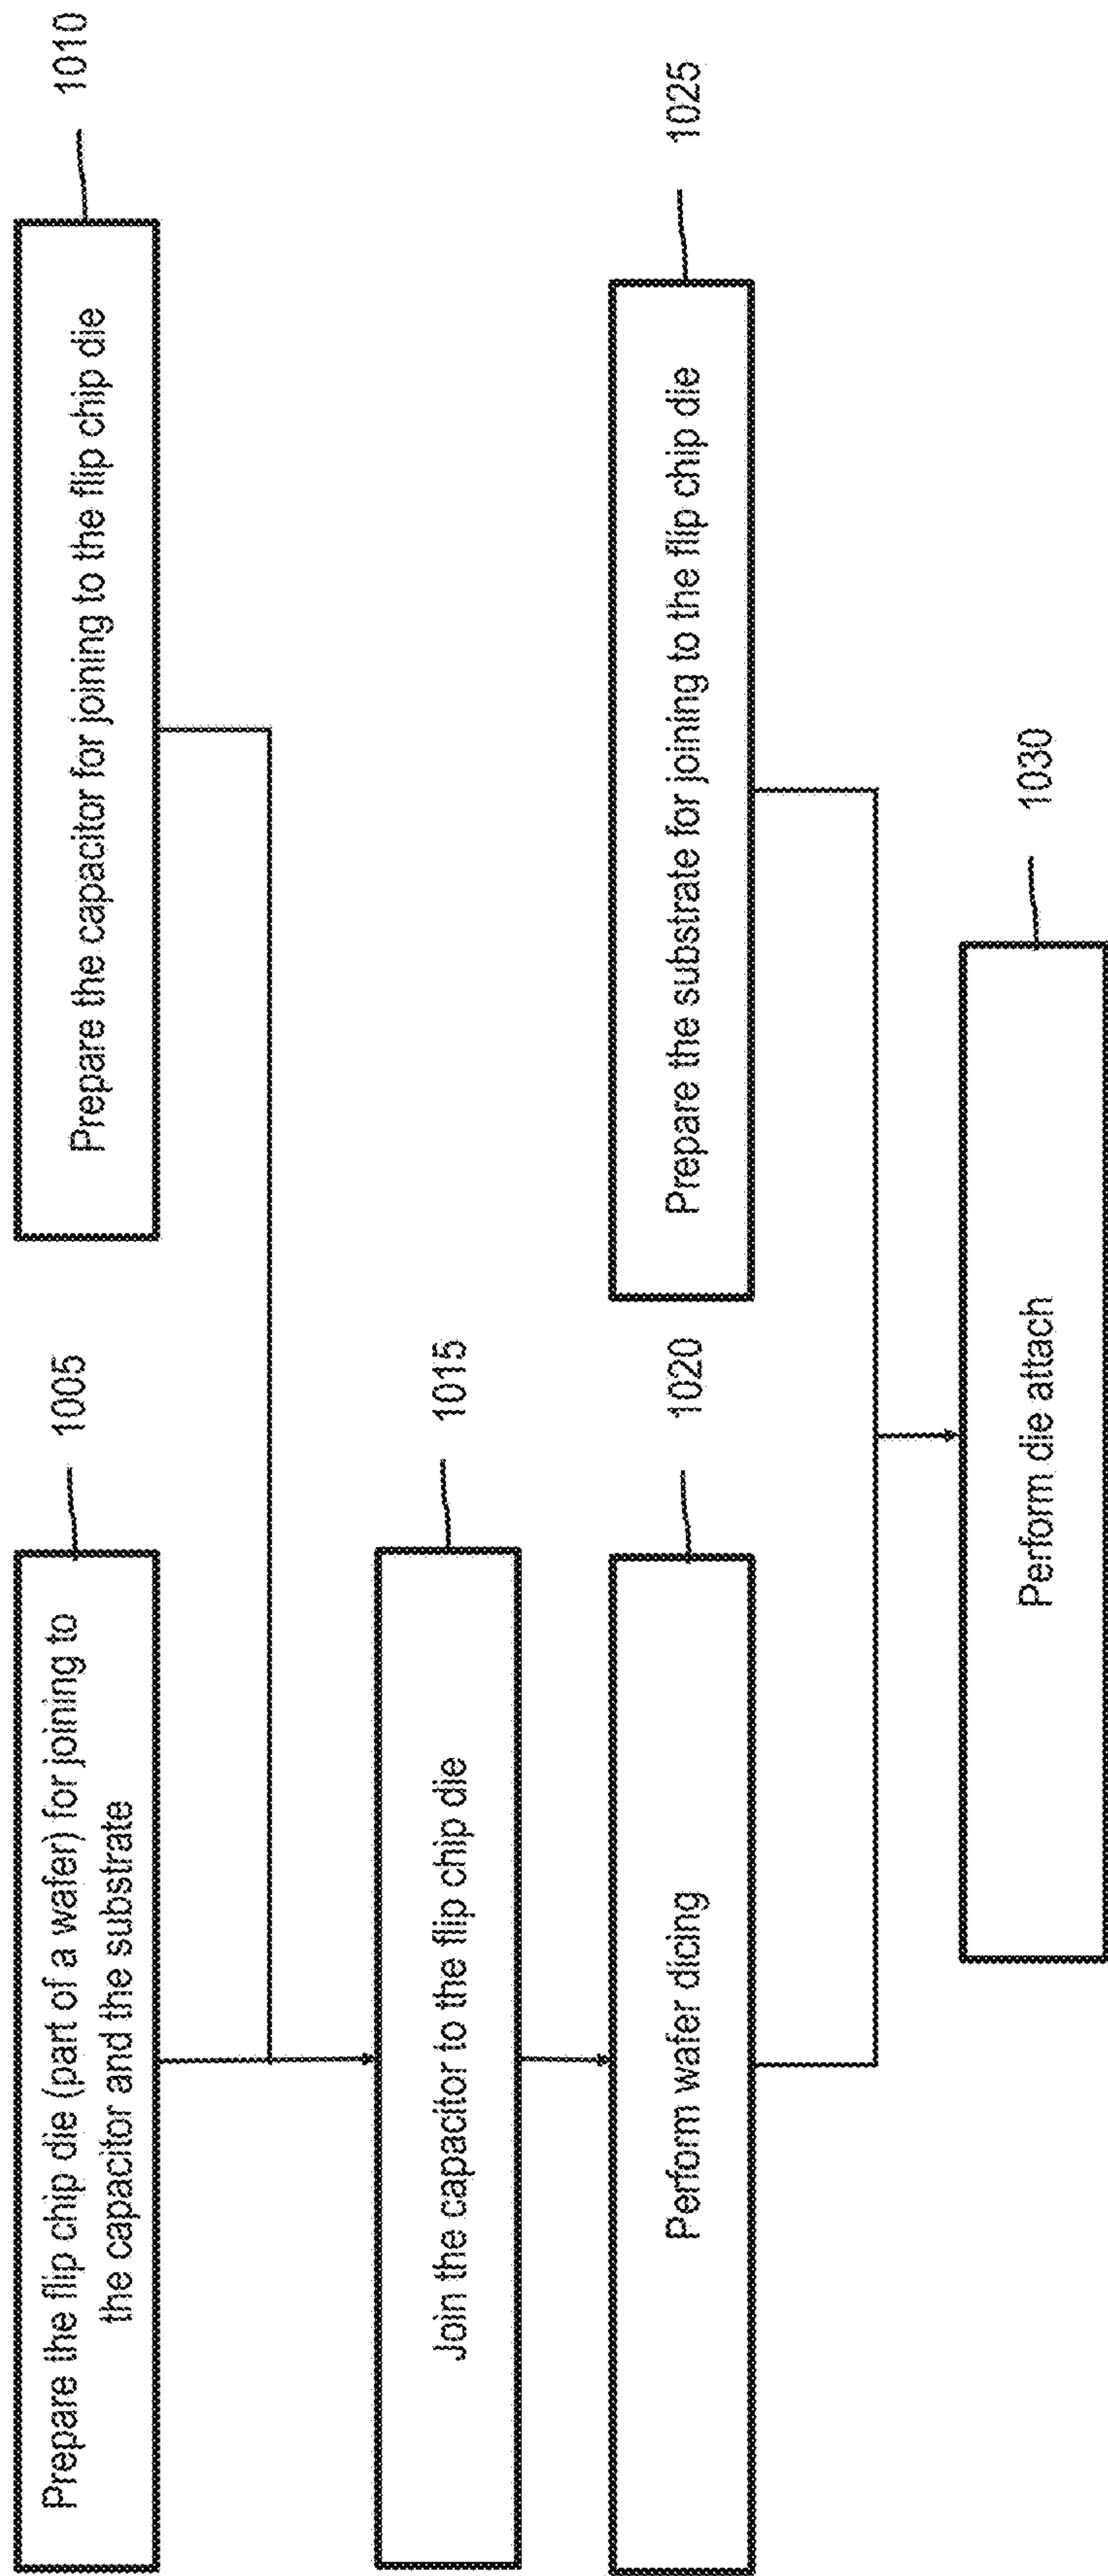 Prepare the flip chip die (part of a wafer) for joining to
the capacitor and the substrate
1005
Prepare the capacitor for joining to the flip chip die
1010
Join the capacitor to the flip chip die
1015
Perform wafer dicing
1020
Prepare the substrate for joining to the flip chip die
1025
Perform die attach
1030